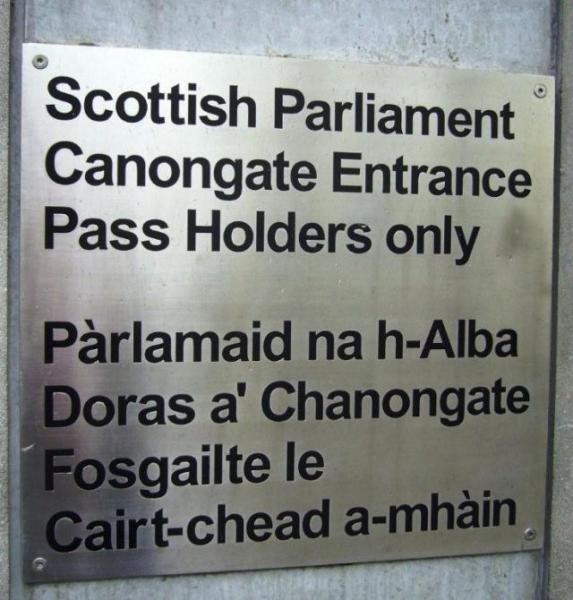 Scottish Parliament
Canongate Entrance
Pass Holders only
Pàrlamaid na h-Alba
Doras a' Chanongate
Fosgailte le
Cairt-chead a-mhàin